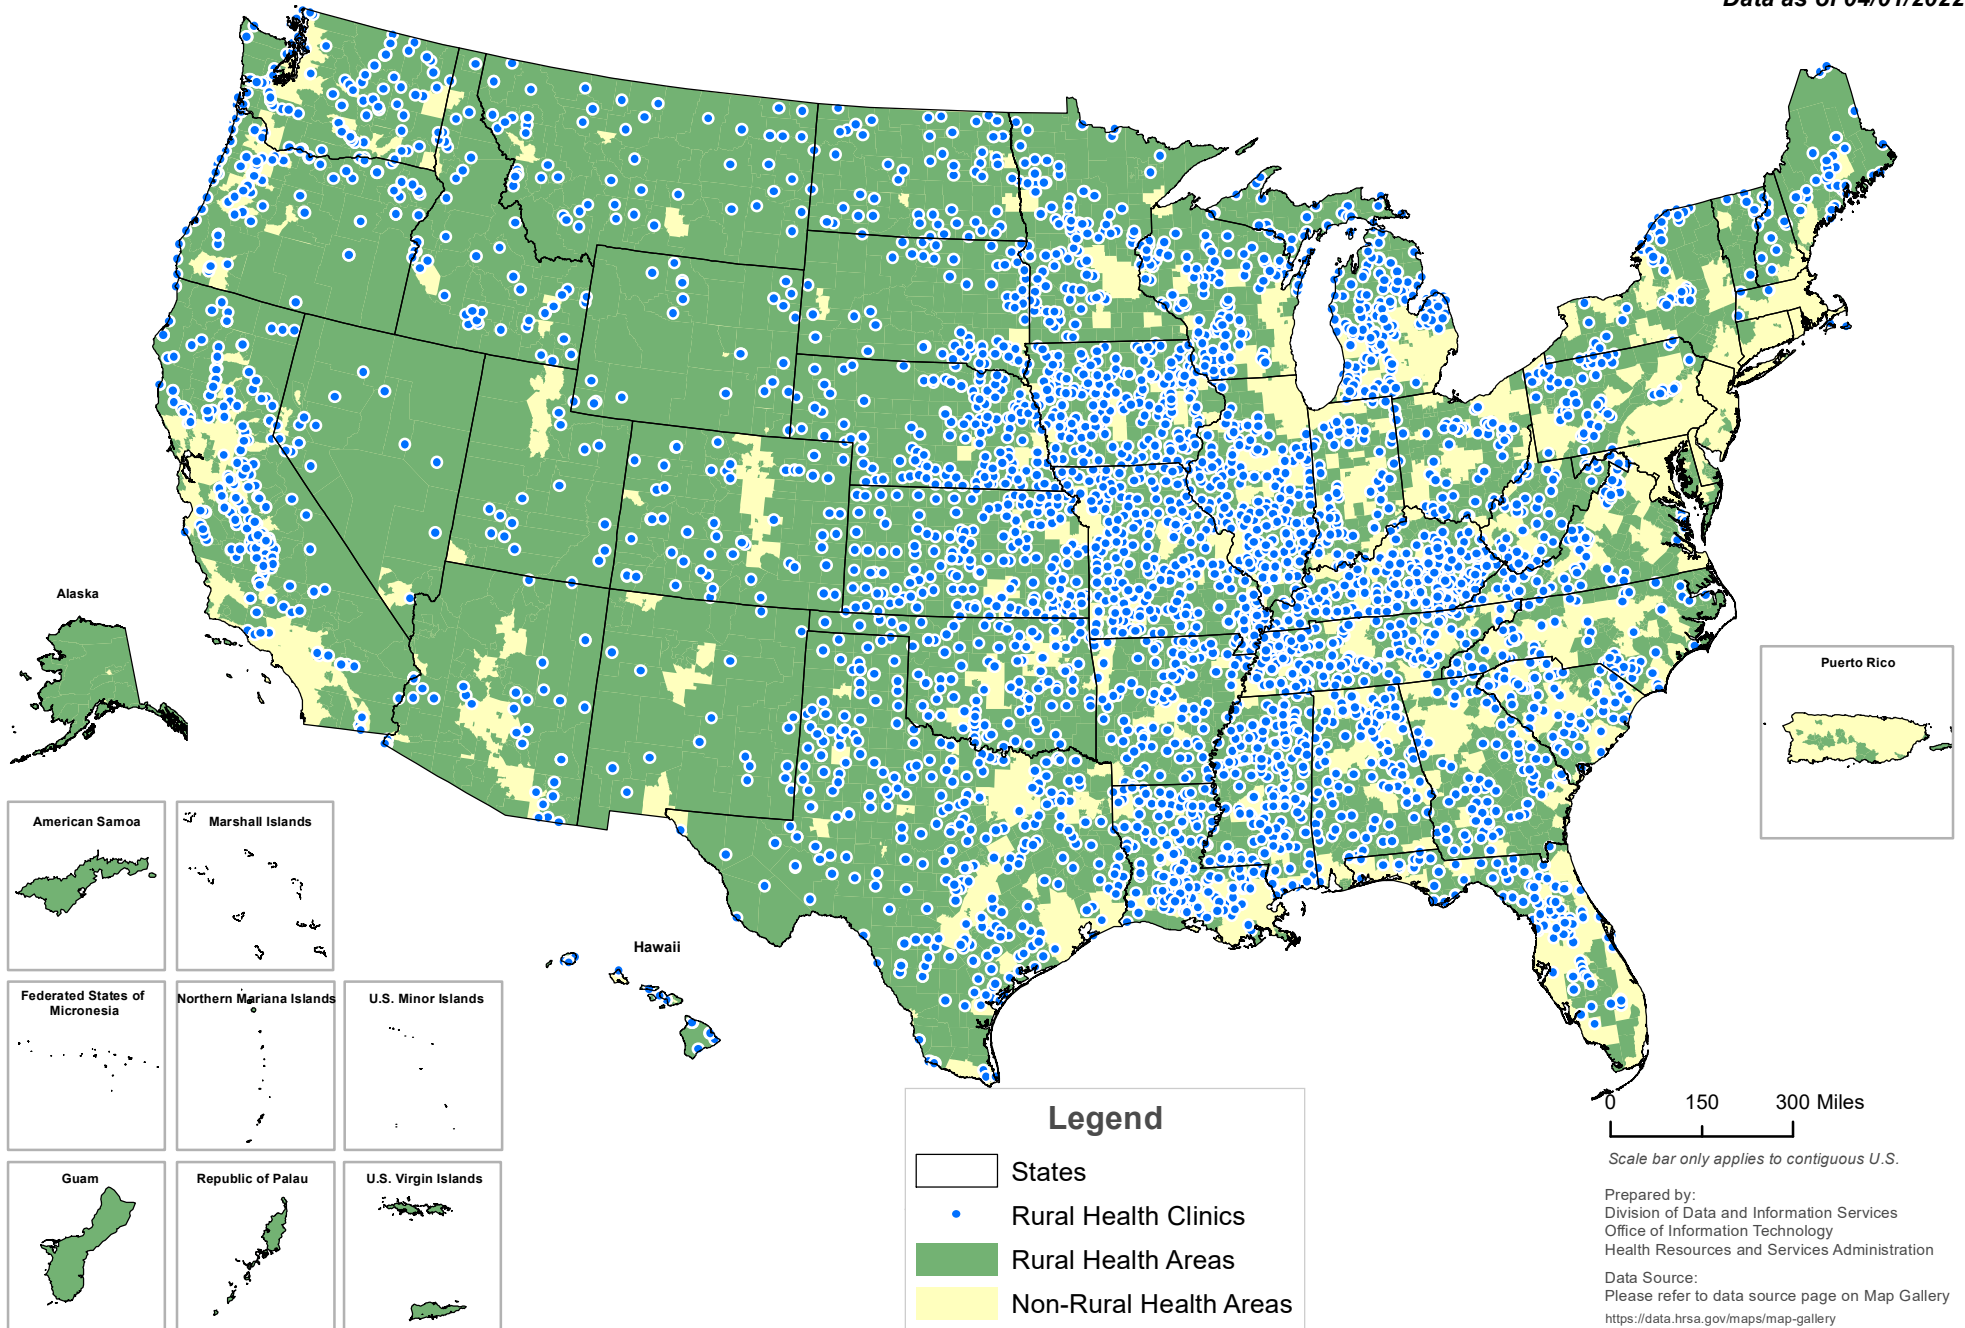 Data as of 04/01/2022
Alaska
Puerto Rico
American Samoa
Marshall Islands
Hawaii
Federated States of
Micronesia
Northern Mariana Islands
U.S. Minor Islands
Guam
Republic of Palau
U.S. Virgin Islands
Legend
States
Rural Health Clinics
Rural Health Areas
Non-Rural Health Areas
0 150 300 Miles
Scale bar only applies to contiguous U.S.
Prepared by:
Division of Data and Information Services
Office of Information Technology
Health Resources and Services Administration
Data Source:
Please refer to data source page on Map Gallery
https://data.hrsa.gov/maps/map-gallery